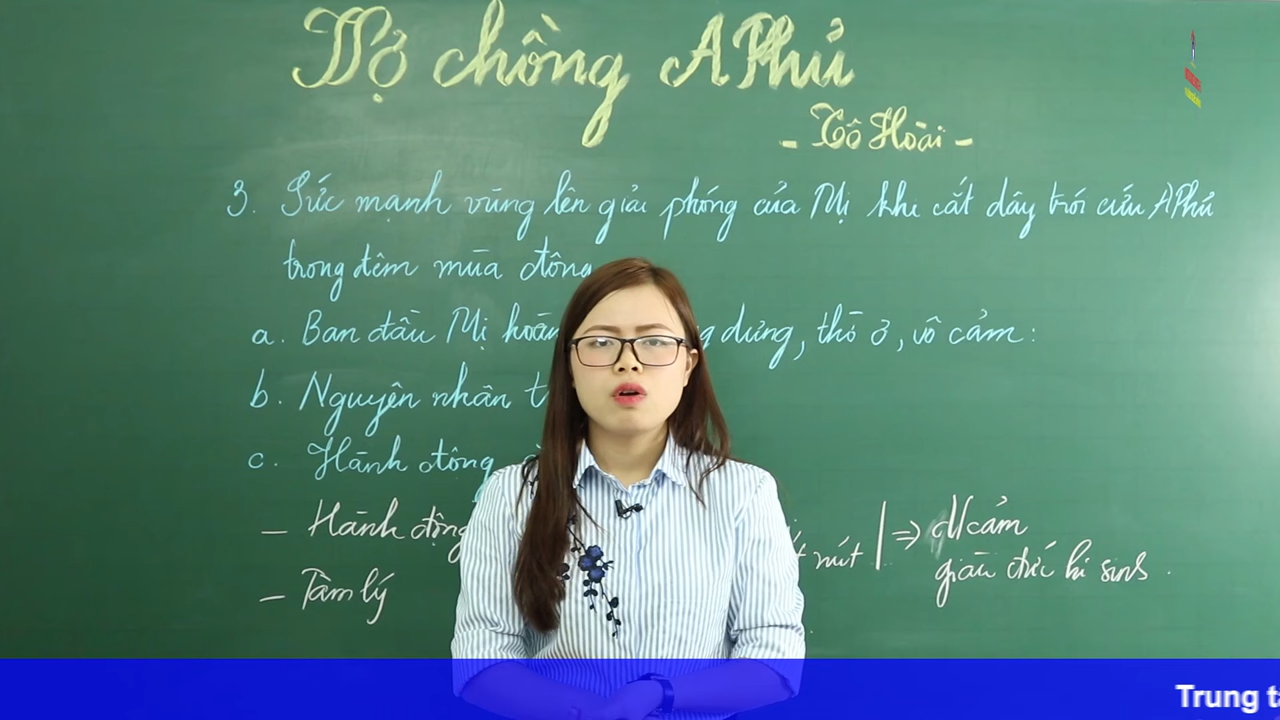 Vợ chồng A Phủ
- Tô Hoài -
3. Sức mạnh vùng lên giải phóng của Mị khi cắt dây trói cứu A Phủ
trong đêm mùa đông
a. Ban đầu Mị dưng, thờ ơ, vô cảm:
b. Nguyên nhân
c. Hành động
- Hành động nút | => dũng cảm
giàu đức hi sinh.
- Tâm lý
Trung